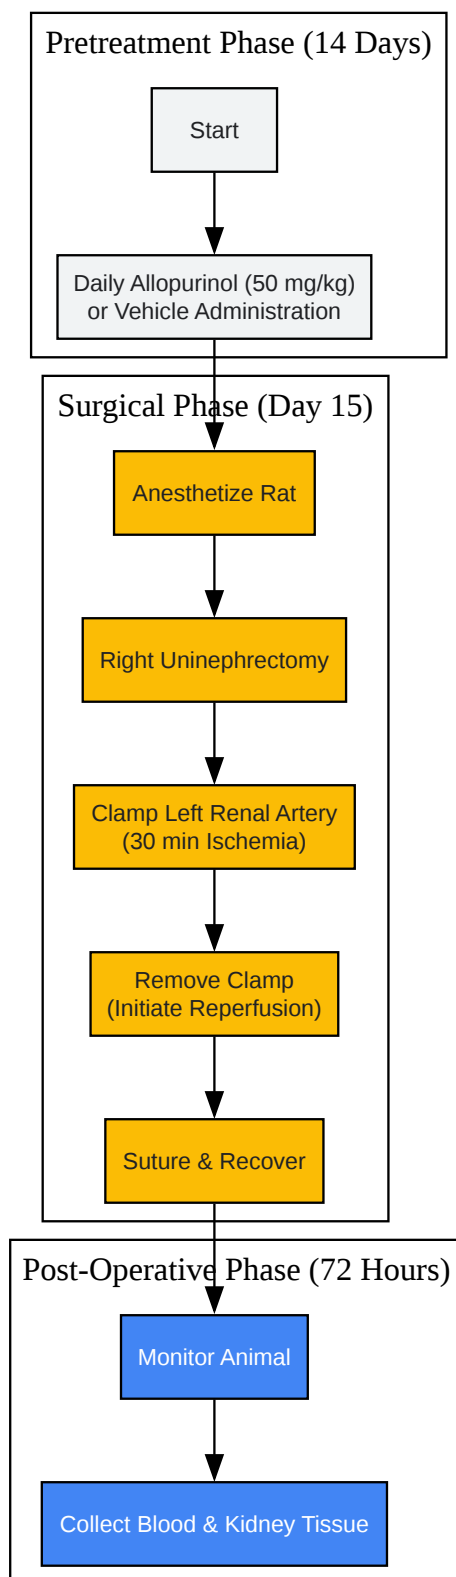 Pretreatment Phase (14 Days)
Start
Daily Allopurinol (50 mg/kg)
or Vehicle Administration
Surgical Phase (Day 15)
Anesthetize Rat
Right Uninephrectomy
Clamp Left Renal Artery
(30 min Ischemia)
Remove Clamp
(Initiate Reperfusion)
Suture & Recover
Post-Operative Phase (72 Hours)
Monitor Animal
Collect Blood & Kidney Tissue